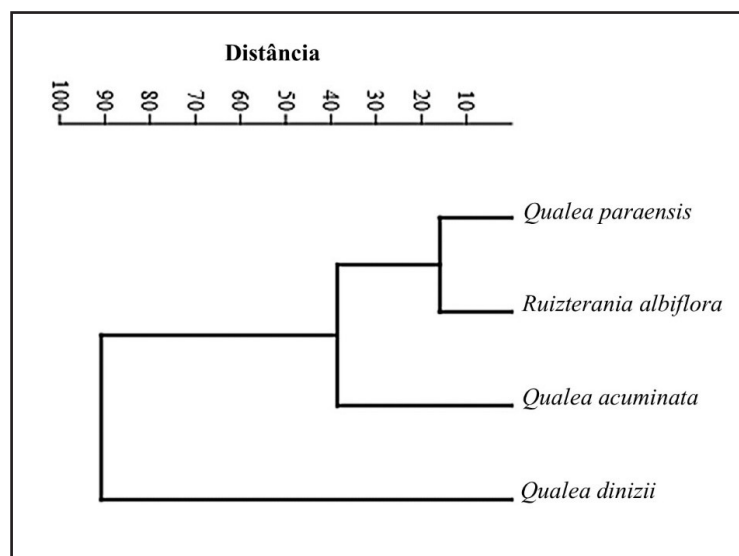 Distância
100 90 80 70 60 50 40 30 20 10
Qualea paraensis
Ruizterania albiflora
Qualea acuminata
Qualea dinizii